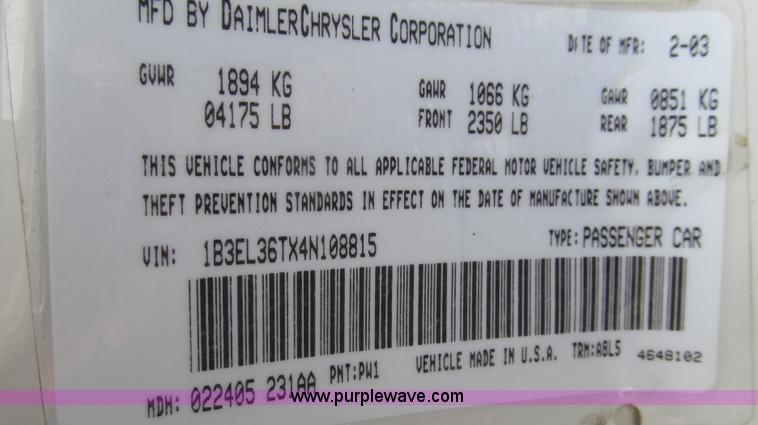 MFD BY DAIMLERCHRYSLER CORPORATION DATE OF MFR: 2-03
GVWR 1894 KG GAWR 1066 KG GAWR 0851 KG
04175 LB FRONT 2350 LB REAR 1875 LB
THIS VEHICLE CONFORMS TO ALL APPLICABLE FEDERAL MOTOR VEHICLE SAFETY, BUMPER AND
THEFT PREVENTION STANDARDS IN EFFECT ON THE DATE OF MANUFACTURE SHOWN ABOVE.
VIN: 1B3EL36TX4N108815 TYPE: PASSENGER CAR
MDH: 022405 231AA PNT:PW1 VEHICLE MADE IN U.S.A. TRM:A8L5 4648102
www.purplewave.com